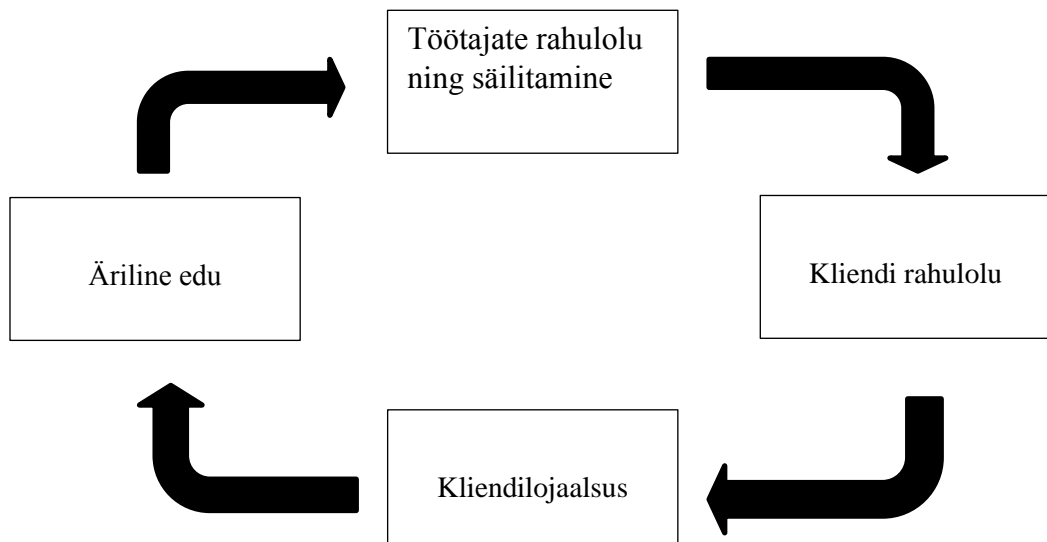 Töötajate rahulolu
ning säilitamine
Äriline edu
Kliendi rahulolu
Kliendilojaalsus